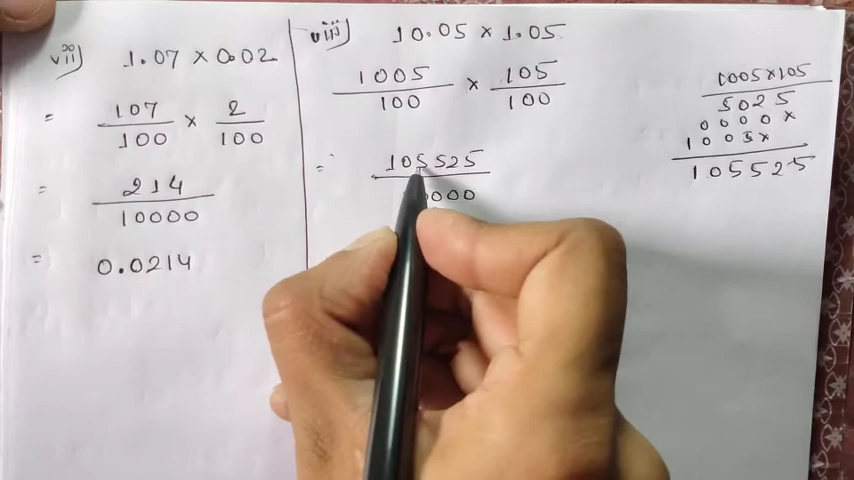 vii) 1.07 × 0.02
= 107/100 × 2/100
= 214/10000
= 0.0214
viii) 10.05 × 1.05
1005/100 × 105/100
= 105525/000
1005×105
5025
0000×
1005×
105525